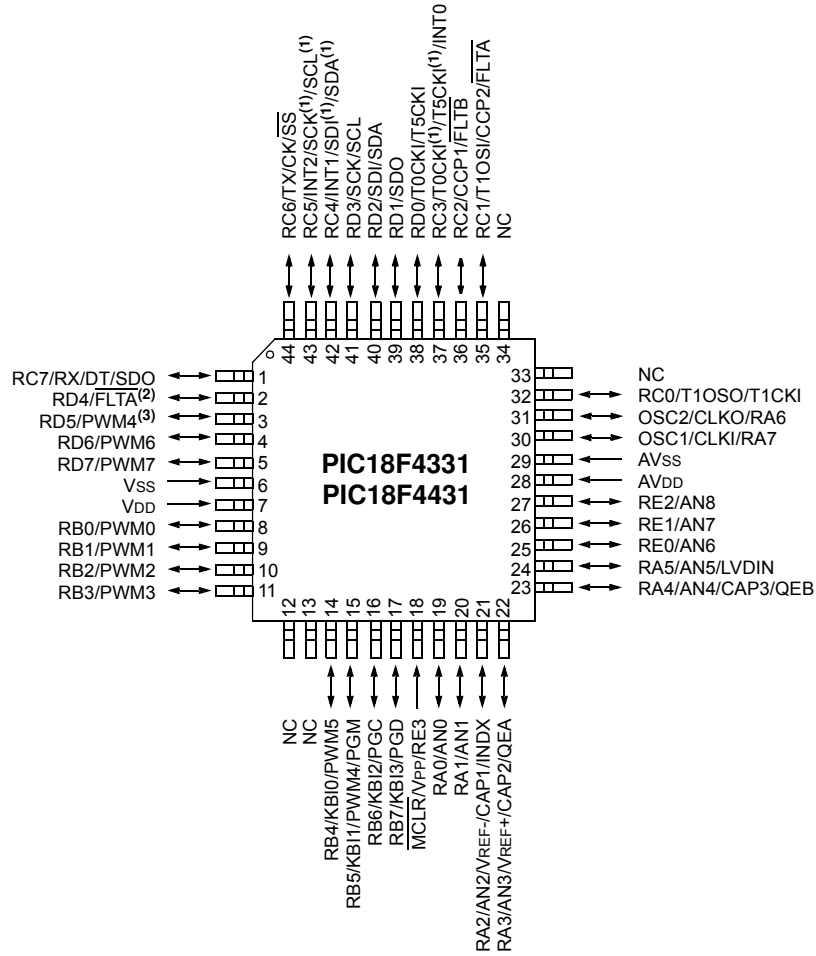 RC6/TX/CK/SS
RC5/INT2/SCK(1)/SCL(1)
RC4/INT1/SDI(1)/SDA(1)
RD3/SCK/SCL
RD2/SDI/SDA
RD1/SDO
RD0/T0CKI/T5CKI
RC3/T0CKI(1)/T5CKI(1)/INT0
RC2/CCP1/FLTB
RC1/T1OSI/CCP2/FLTA
NC
44
43
42
41
40
39
38
37
36
35
34
RC7/RX/DT/SDO
RD4/FLTA(2)
RD5/PWM4(3)
RD6/PWM6
RD7/PWM7
VSS
VDD
RB0/PWM0
RB1/PWM1
RB2/PWM2
RB3/PWM3
1
2
3
4
5
6
7
8
9
10
11
PIC18F4331
PIC18F4431
33
32
31
30
29
28
27
26
25
24
23
NC
RC0/T1OSO/T1CKI
OSC2/CLKO/RA6
OSC1/CLKI/RA7
AVSS
AVDD
RE2/AN8
RE1/AN7
RE0/AN6
RA5/AN5/LVDIN
RA4/AN4/CAP3/QEB
12
13
14
15
16
17
18
19
20
21
22
NC
NC
RB4/KBI0/PWM5
RB5/KBI1/PWM4/PGM
RB6/KBI2/PGC
RB7/KBI3/PGD
MCLR/VPP/RE3
RA0/AN0
RA1/AN1
RA2/AN2/VREF-/CAP1/INDX
RA3/AN3/VREF+/CAP2/QEA